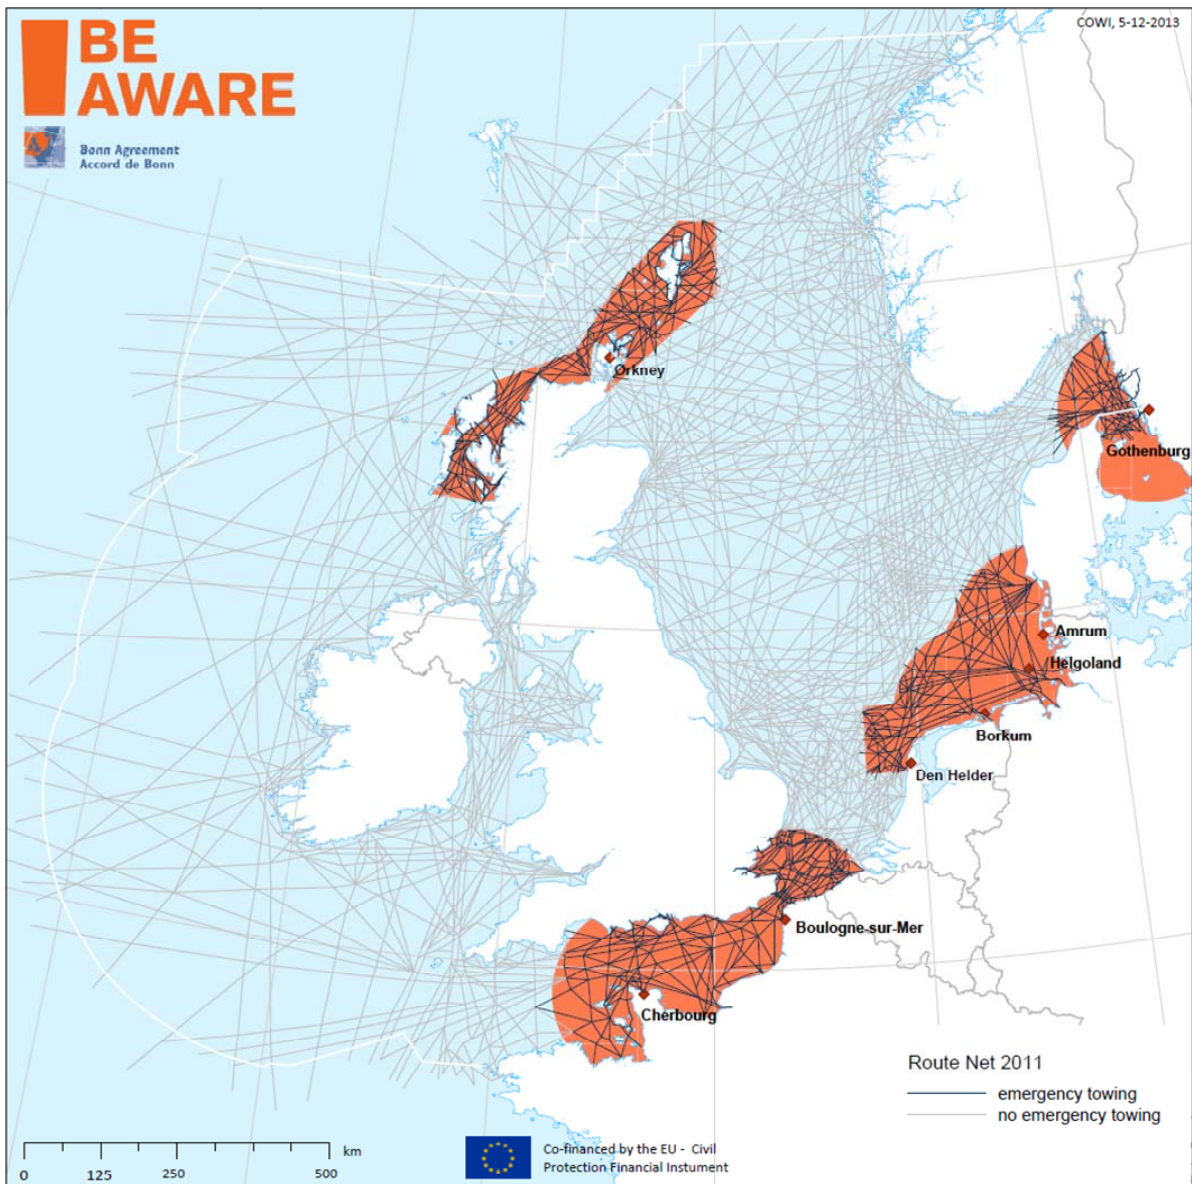 COWI, 5-12-2013
BE
AWARE
Bonn Agreement
Accord de Bonn
Orkney
Gothenburg
Amrum
Helgoland
Borkum
Den Helder
Boulogne-sur-Mer
Cherbourg
Route Net 2011
emergency towing
no emergency towing
km
0 125 250 500
Co-financed by the EU - Civil
Protection Financial Instument